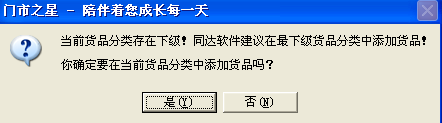 门市之星 - 陪伴着您成长每一天
当前货品分类存在下级！同达软件建议在最下级货品分类中添加货品！
你确定要在当前货品分类中添加货品吗？
是(Y)
否(N)